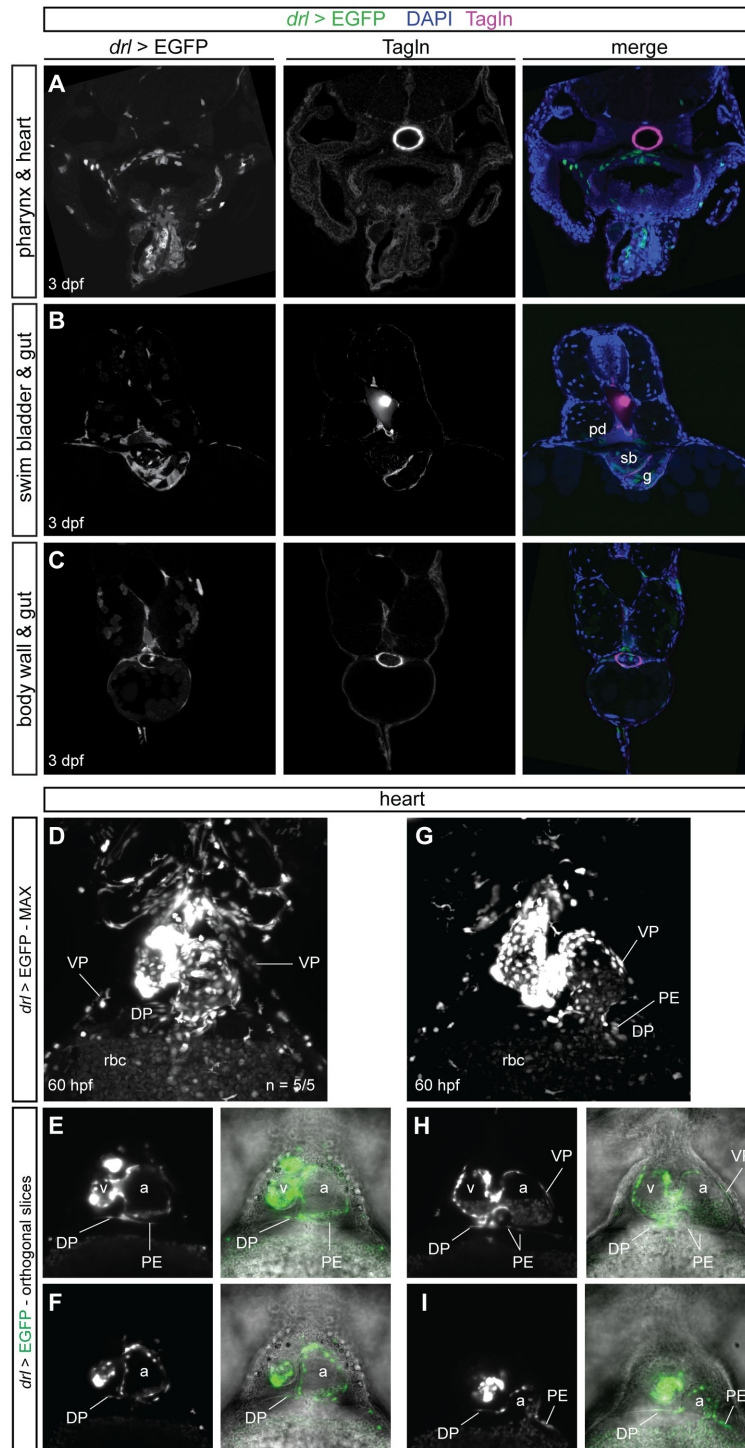 drl > EGFP DAPI Tagln
drl > EGFP
Tagln
merge
pharynx & heart
A
3 dpf
swim bladder & gut
B
3 dpf
pd
sb
g
body wall & gut
C
3 dpf
heart
drl > EGFP - MAX
D
VP
VP
DP
rbc
60 hpf
n = 5/5
G
VP
PE
DP
rbc
60 hpf
drl > EGFP - orthogonal slices
E
v
a
DP
PE
v
a
DP
PE
H
v
a
VP
DP
PE
v
a
VP
DP
PE
F
a
DP
a
DP
I
a
DP
PE
a
DP
PE